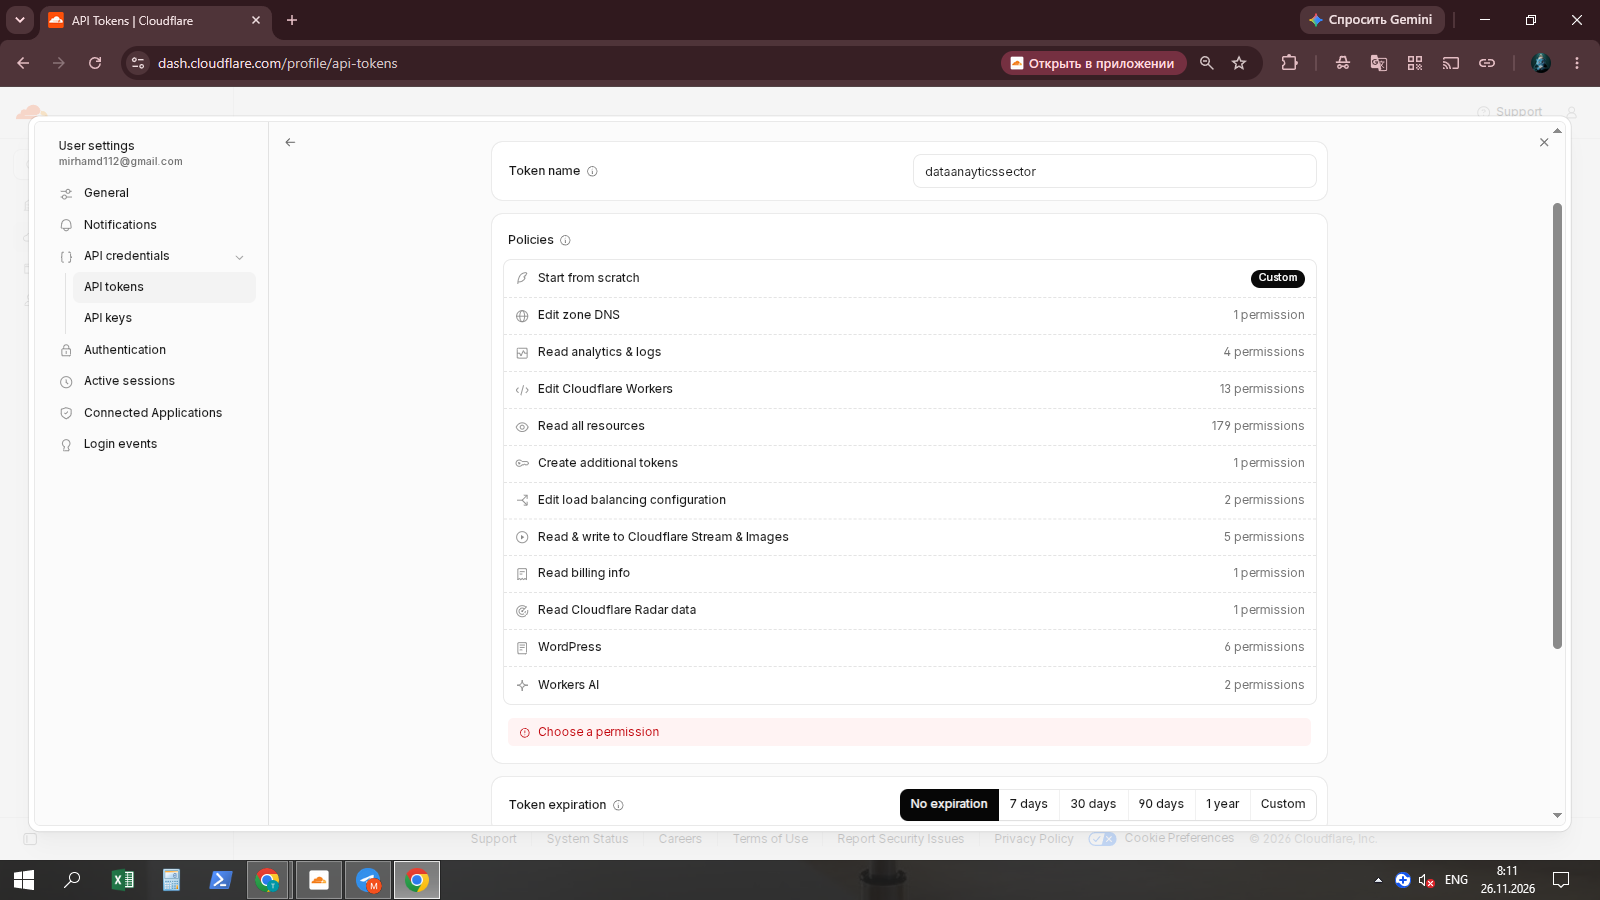 API Tokens | Cloudflare
Спросить Gemini
dash.cloudflare.com/profile/api-tokens
Открыть в приложении
Support
User settings
mirhamd112@gmail.com
General
Notifications
API credentials
API tokens
API keys
Authentication
Active sessions
Connected Applications
Login events
Token name
dataanayticssector
Policies
Start from scratch
Custom
Edit zone DNS
1 permission
Read analytics & logs
4 permissions
Edit Cloudflare Workers
13 permissions
Read all resources
179 permissions
Create additional tokens
1 permission
Edit load balancing configuration
2 permissions
Read & write to Cloudflare Stream & Images
5 permissions
Read billing info
1 permission
Read Cloudflare Radar data
1 permission
WordPress
6 permissions
Workers AI
2 permissions
Choose a permission
Token expiration
No expiration
7 days
30 days
90 days
1 year
Custom
Support
System Status
Careers
Terms of Use
Report Security Issues
Privacy Policy
Cookie Preferences
© 2026 Cloudflare, Inc.
ENG
8:11
26.11.2026